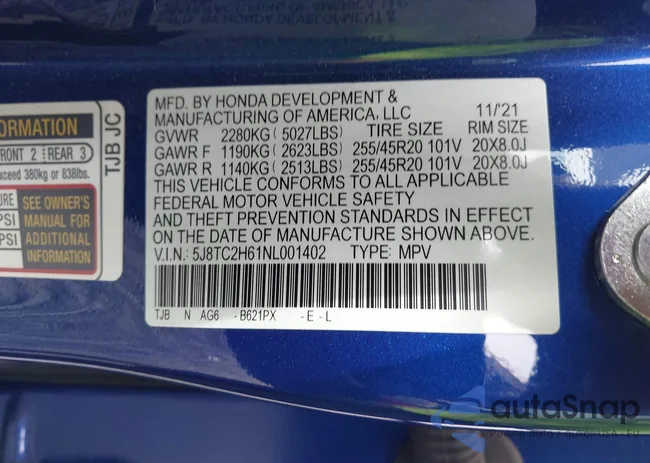 MFD. BY HONDA DEVELOPMENT &
MANUFACTURING OF AMERICA, LLC 11/21
GVWR 2280KG ( 5027LBS) TIRE SIZE RIM SIZE
GAWR F 1190KG ( 2623LBS) 255/45R20 101V 20X8.0J
GAWR R 1140KG ( 2513LBS) 255/45R20 101V 20X8.0J
THIS VEHICLE CONFORMS TO ALL APPLICABLE
FEDERAL MOTOR VEHICLE SAFETY
AND THEFT PREVENTION STANDARDS IN EFFECT
ON THE DATE OF MANUFACTURE SHOWN ABOVE.
V.I.N.: 5J8TC2H61NL001402 TYPE: MPV
TJB N AG6 -B621PX -E-L
ORMATION
FRONT 2 REAR 3
exceed 380kg or 838lbs.
URE SEE OWNER'S
PSI MANUAL FOR
PSI ADDITIONAL
INFORMATION
TJB JC
autoSnap